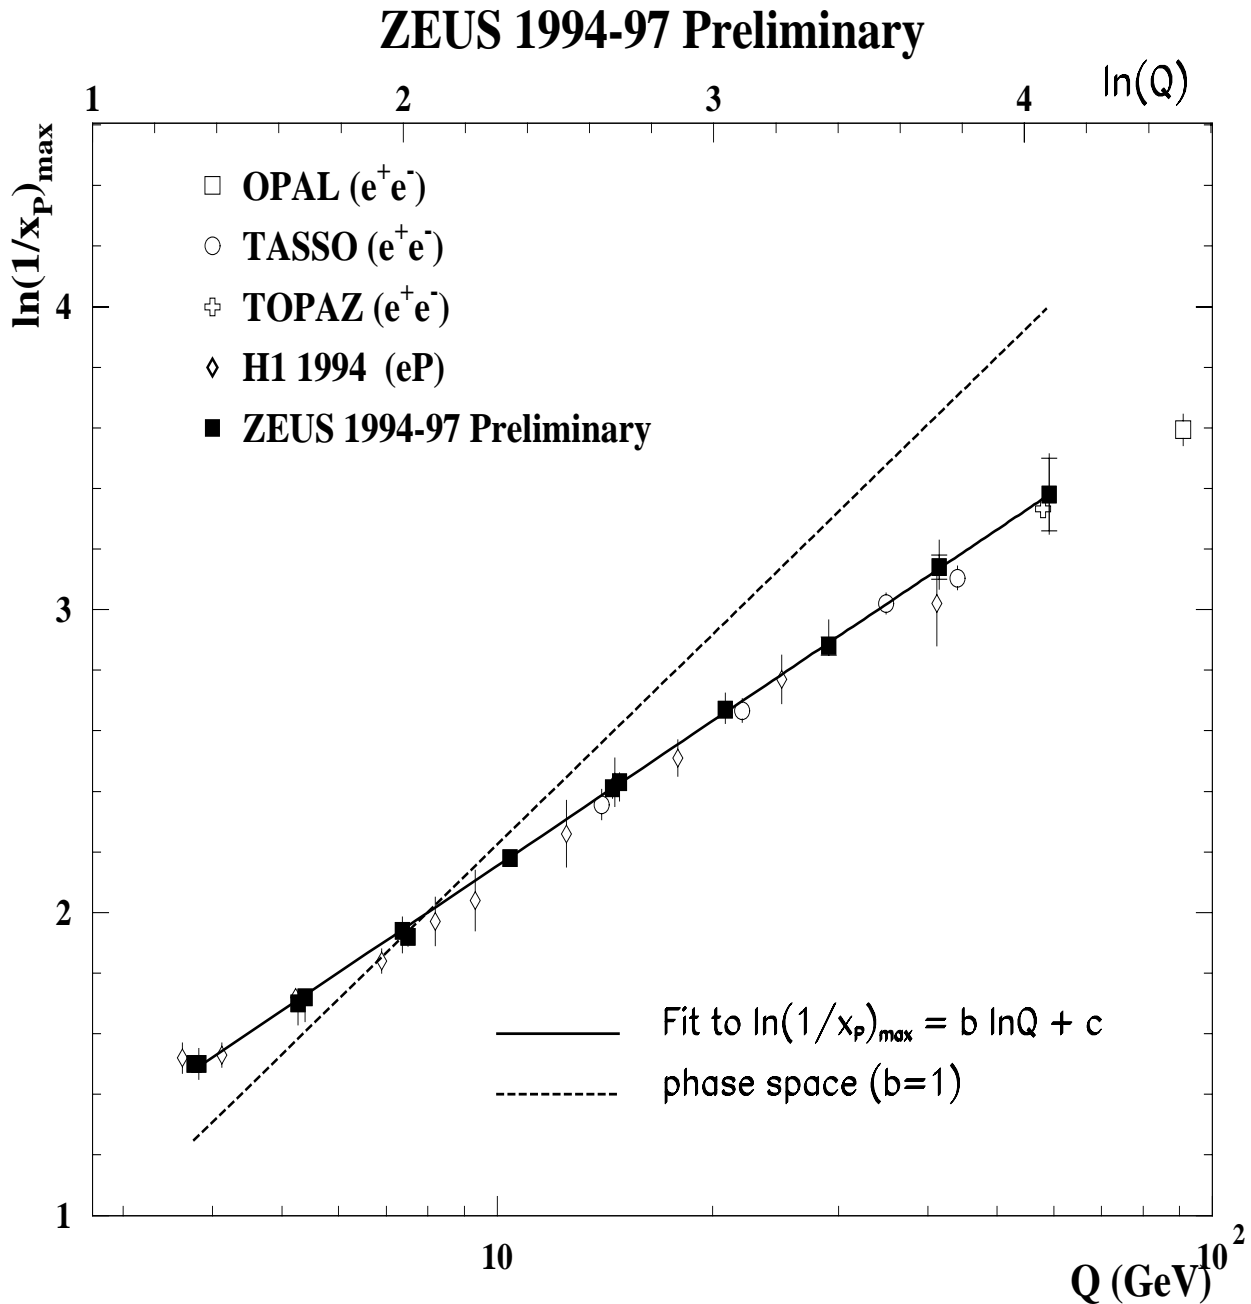 ZEUS 1994-97 Preliminary
1 2 3 4 ln(Q)
ln(1/x_P)_max
OPAL (e⁺e⁻)
TASSO (e⁺e⁻)
TOPAZ (e⁺e⁻)
H1 1994 (eP)
ZEUS 1994-97 Preliminary
4
3
2
1
Fit to ln(1/x_P)_max = b lnQ + c
phase space (b=1)
10 10²
Q (GeV)